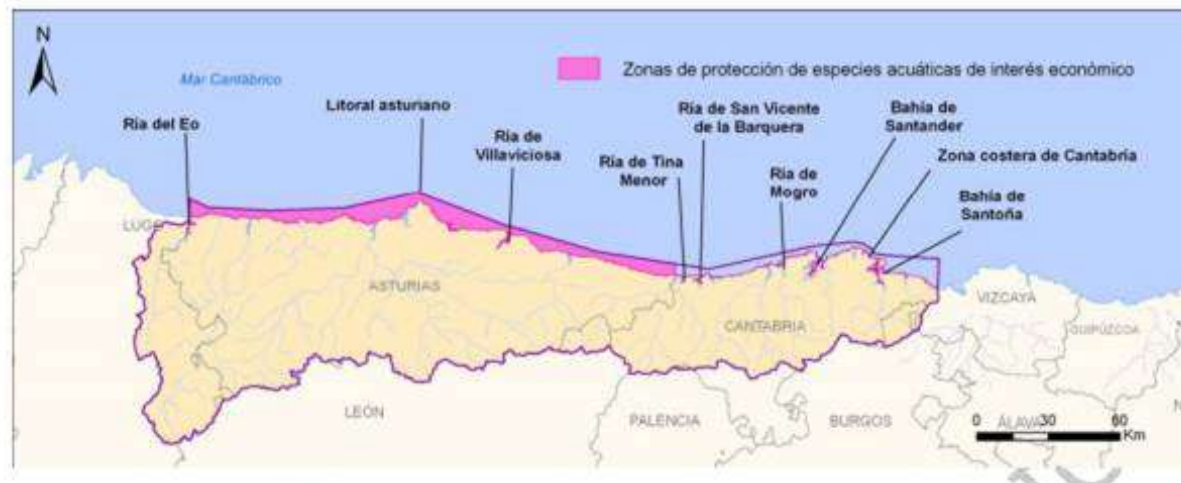 N
Mar Cantábrico
Zonas de protección de especies acuáticas de interés económico
Ría del Eo
Litoral asturiano
Ría de
Villaviciosa
Ría de Tina
Menor
Ría de San Vicente
de la Barquera
Ría de
Mogro
Bahía de
Santander
Zona costera de Cantabria
Bahía de
Santoña
LUGO
ASTURIAS
CANTABRIA
VIZCAYA
GUIPÚZCOA
LEÓN
PALENCIA
BURGOS
ÁLAVA
N
0 30 60
Km